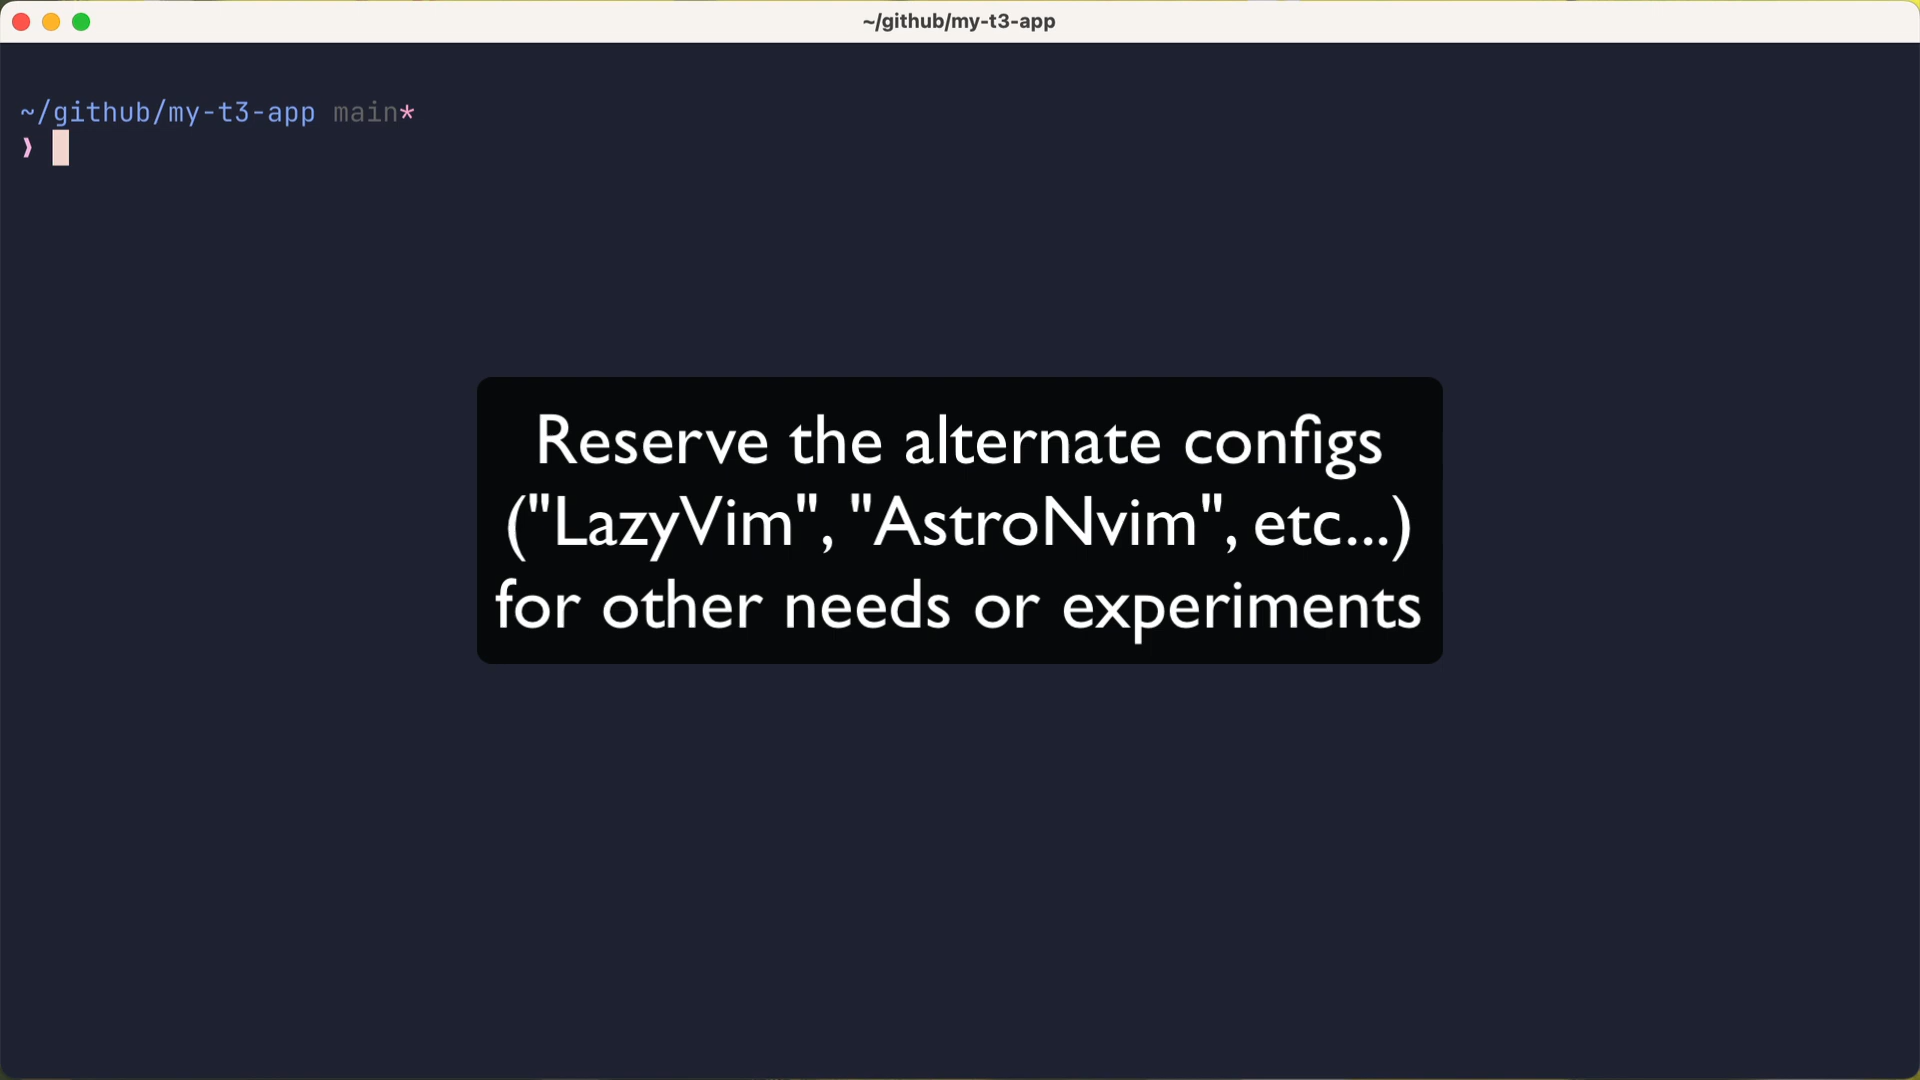 ~/github/my-t3-app
~/github/my-t3-app main*
❯
Reserve the alternate configs
("LazyVim", "AstroNvim", etc...)
for other needs or experiments